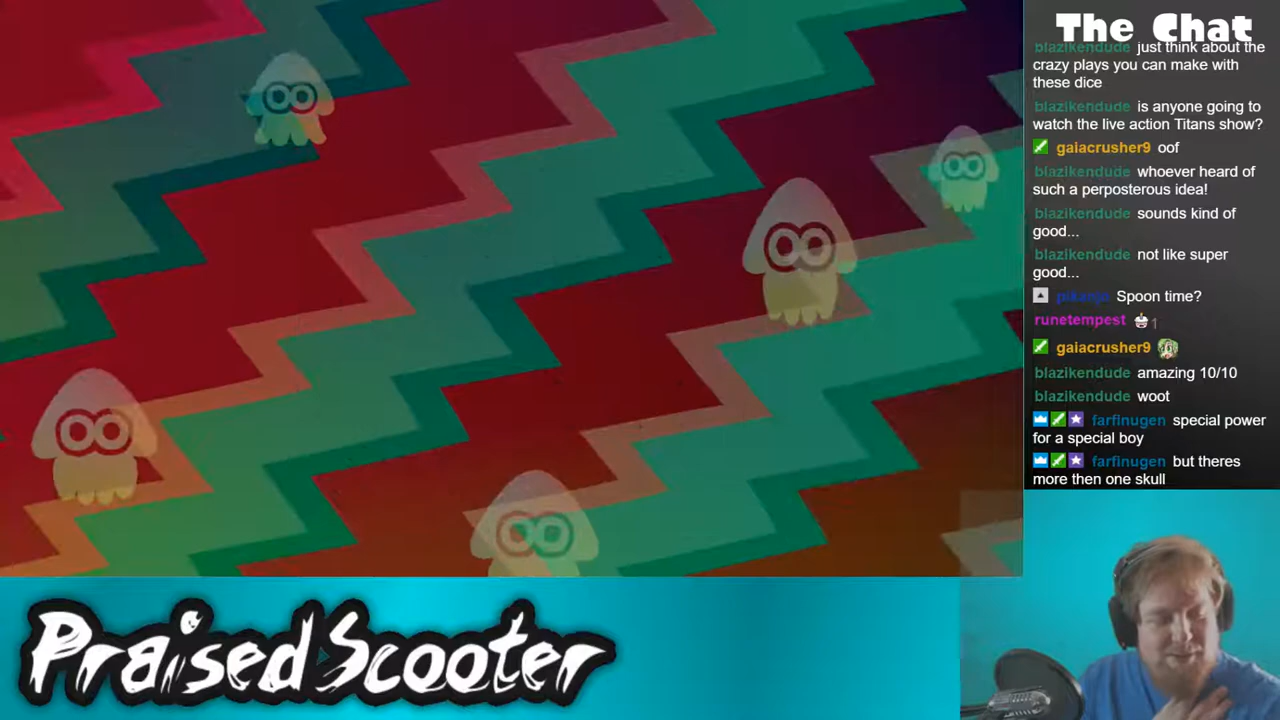 The Chat
blazikendude just think about the
crazy plays you can make with
these dice
blazikendude is anyone going to
watch the live action Titans show?
gaiacrusher9 oof
blazikendude whoever heard of
such a perposterous idea!
blazikendude sounds kind of
good...
blazikendude not like super
good...
Spoon time?
runetempest 1
gaiacrusher9
blazikendude amazing 10/10
blazikendude woot
farfinugen special power
for a special boy
farfinugen but theres
more then one skull
PraisedScooter